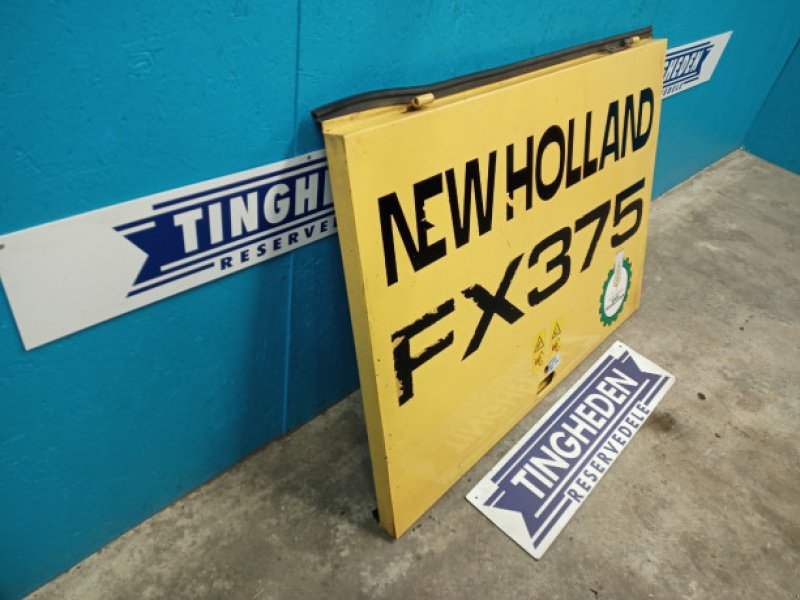 TINGHEDEN
RESERVEDELE
NEW HOLLAND
FX375
TINGHEDEN
RESERVEDELE